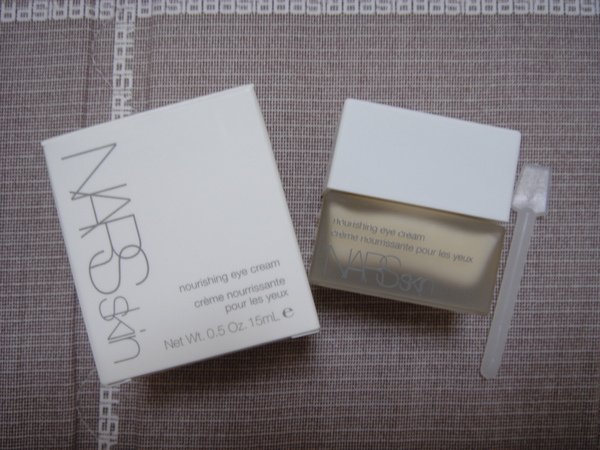 NARSskin
nourishing eye cream
crème nourrissante
pour les yeux
Net Wt. 0.5 Oz. 15mL ℮
nourishing eye cream
crème nourrissante pour les yeux
NARSskin